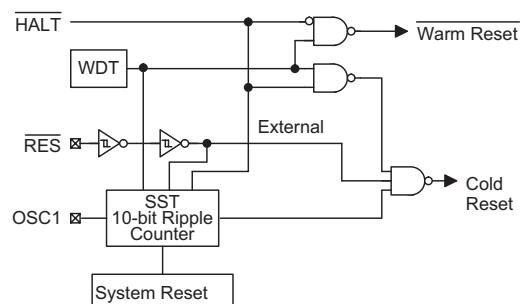 HALT
Warm Reset
WDT
External
RES
Cold
Reset
SST
10-bit Ripple
Counter
OSC1
System Reset